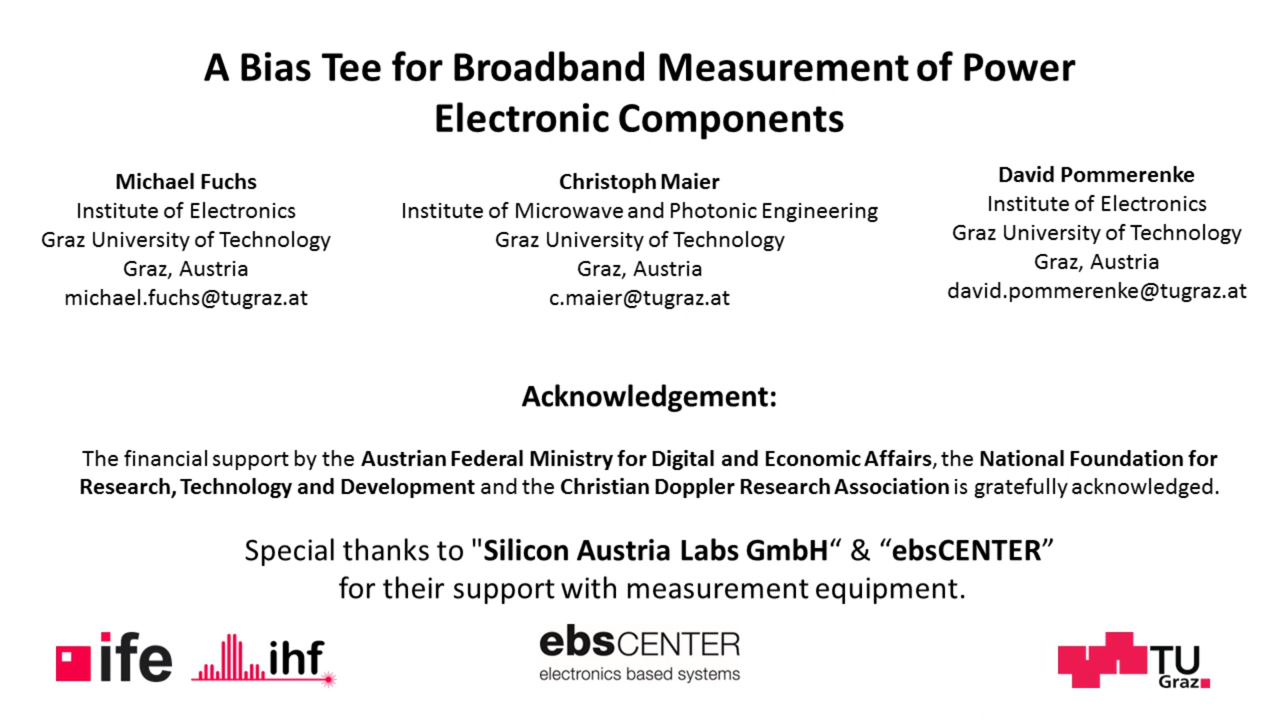 A Bias Tee for Broadband Measurement of Power
Electronic Components
Michael Fuchs
Institute of Electronics
Graz University of Technology
Graz, Austria
michael.fuchs@tugraz.at
Christoph Maier
Institute of Microwave and Photonic Engineering
Graz University of Technology
Graz, Austria
c.maier@tugraz.at
David Pommerenke
Institute of Electronics
Graz University of Technology
Graz, Austria
david.pommerenke@tugraz.at
Acknowledgement:
The financial support by the Austrian Federal Ministry for Digital and Economic Affairs, the National Foundation for
Research, Technology and Development and the Christian Doppler Research Association is gratefully acknowledged.
Special thanks to "Silicon Austria Labs GmbH“ & “ebsCENTER”
for their support with measurement equipment.
ife
ihf
ebsCENTER
electronics based systems
TU
Graz